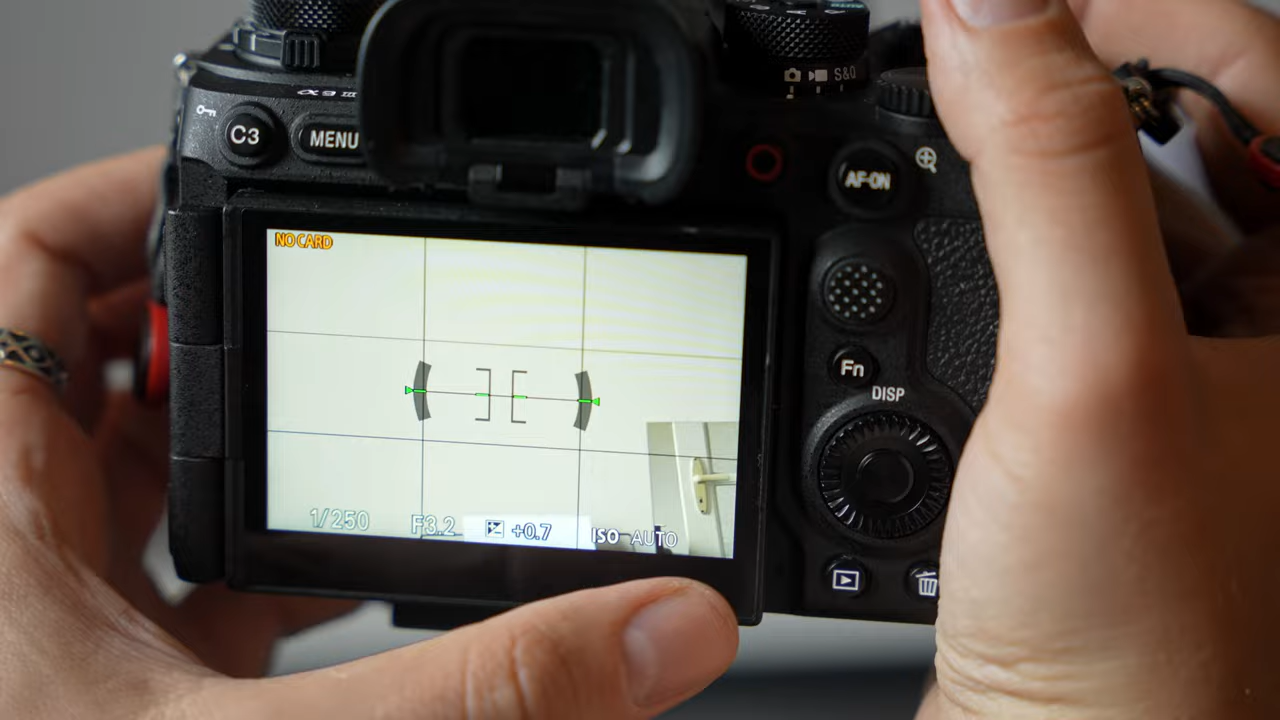 S&Q
α9 III
C3
MENU
AF-ON
NO CARD
Fn
DISP
1/250 F3.2 +0.7 ISO AUTO